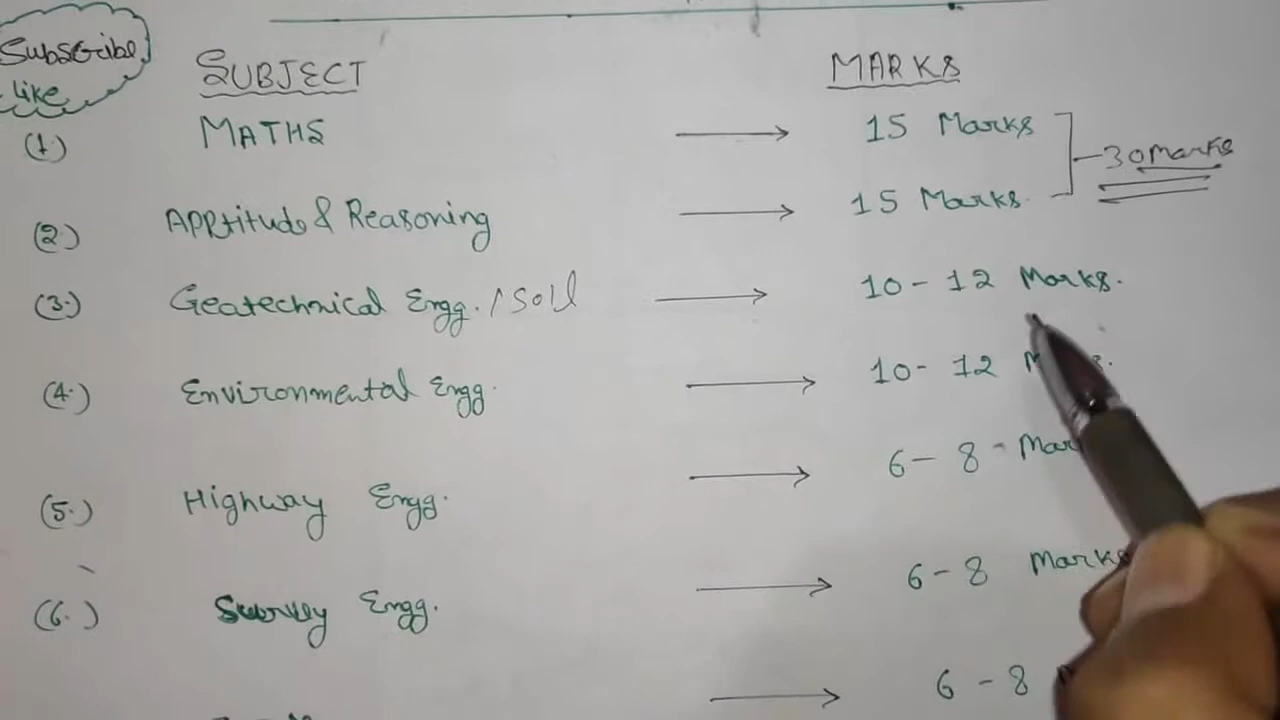 Subscribe
like
SUBJECT MARKS
(1.) MATHS → 15 Marks
30 Marks
(2.) Apptitude & Reasoning → 15 Marks.
(3.) Geatechnical Engg. / Soil → 10 - 12 Marks.
(4.) Environmental Engg. → 10 - 12
(5.) Highway Engg. → 6 - 8 -
(6.) Survey Engg. → 6 - 8 Marks
→ 6 - 8